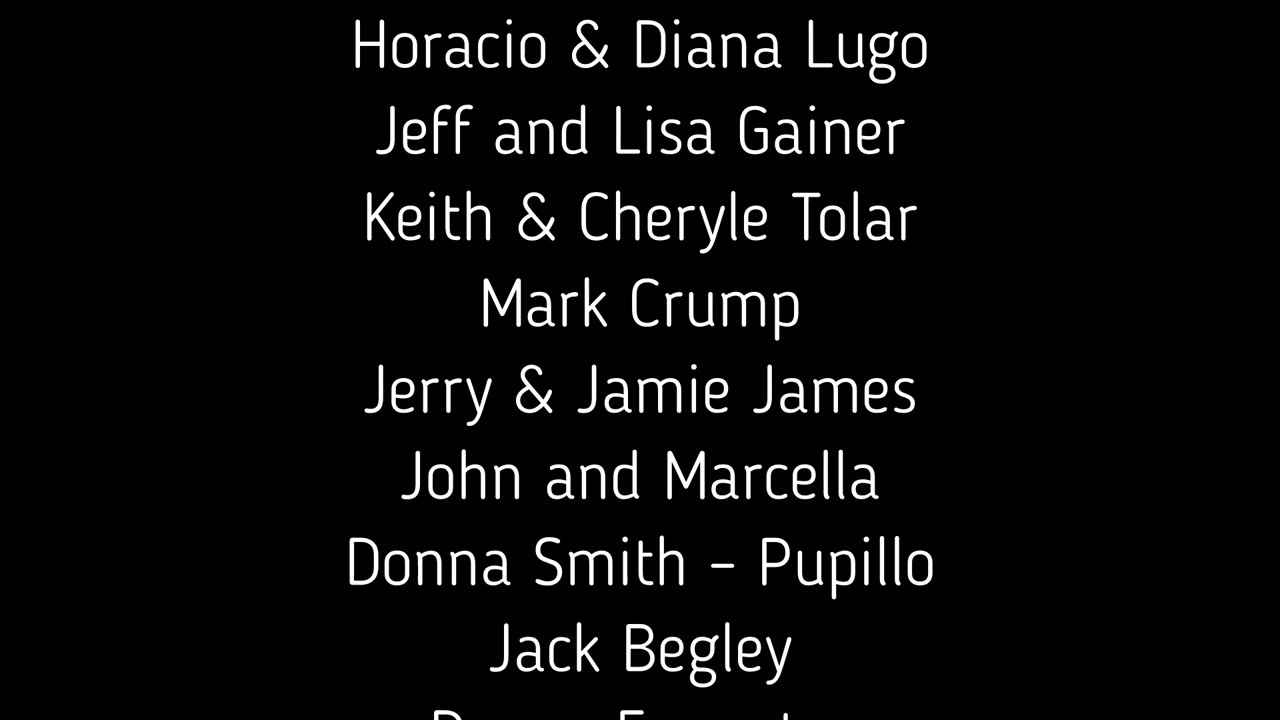 Horacio & Diana Lugo
Jeff and Lisa Gainer
Keith & Cheryle Tolar
Mark Crump
Jerry & Jamie James
John and Marcella
Donna Smith - Pupillo
Jack Begley